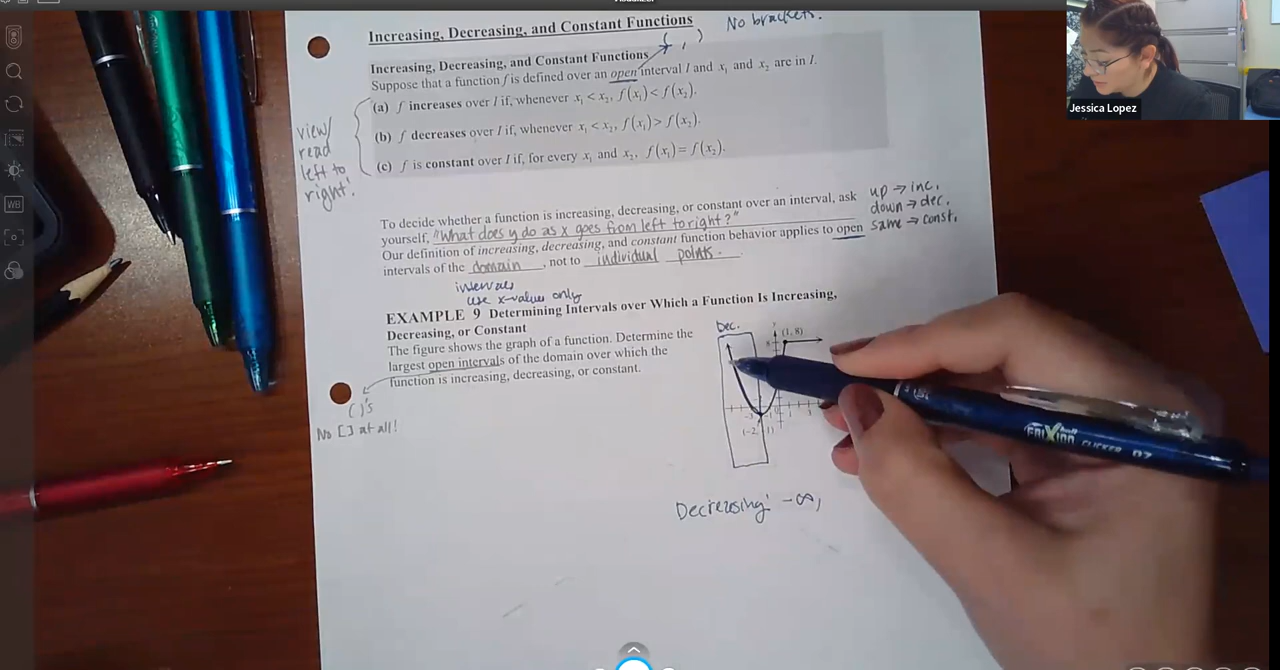 Increasing, Decreasing, and Constant Functions
No brackets.
( , )
Increasing, Decreasing, and Constant Functions
Suppose that a function f is defined over an open interval I and x₁ and x₂ are in I.
(a) f increases over I if, whenever x₁ < x₂, f(x₁) < f(x₂).
(b) f decreases over I if, whenever x₁ < x₂, f(x₁) > f(x₂).
(c) f is constant over I if, for every x₁ and x₂, f(x₁) = f(x₂).
view/
read
left to
right!
To decide whether a function is increasing, decreasing, or constant over an interval, ask
yourself, "What does y do as x goes from left to right?"
Our definition of increasing, decreasing, and constant function behavior applies to open
intervals of the domain, not to individual points.
up → inc.
down → dec.
same → const.
intervals
use x-values only
EXAMPLE 9 Determining Intervals over Which a Function Is Increasing,
Decreasing, or Constant
The figure shows the graph of a function. Determine the
largest open intervals of the domain over which the
function is increasing, decreasing, or constant.
( )'s
No [ ] at all!
Dec.
y
(1, 8)
8
(-2, -1)
Decreasing: -∞,
FRIXION CLICKER 07
Jessica Lopez
WB